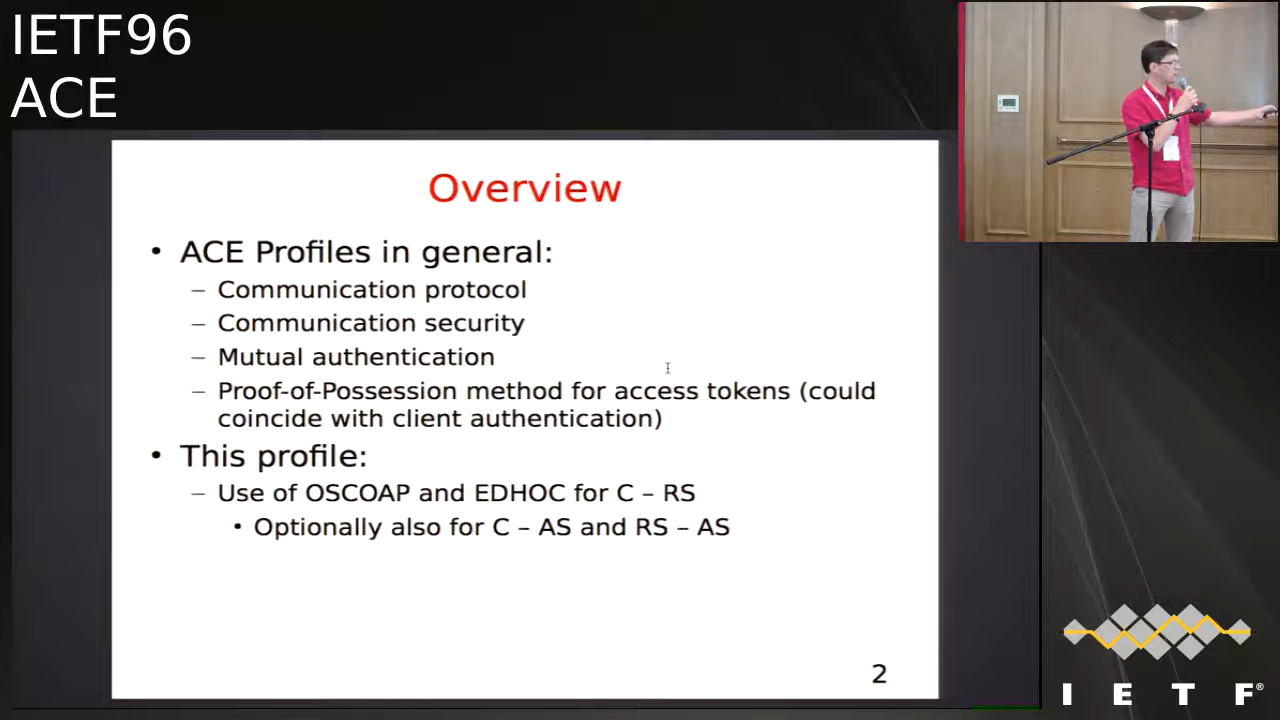 IETF96
ACE
Overview
• ACE Profiles in general:
– Communication protocol
– Communication security
– Mutual authentication
– Proof-of-Possession method for access tokens (could
coincide with client authentication)
• This profile:
– Use of OSCOAP and EDHOC for C – RS
• Optionally also for C – AS and RS – AS
2
I E T F®